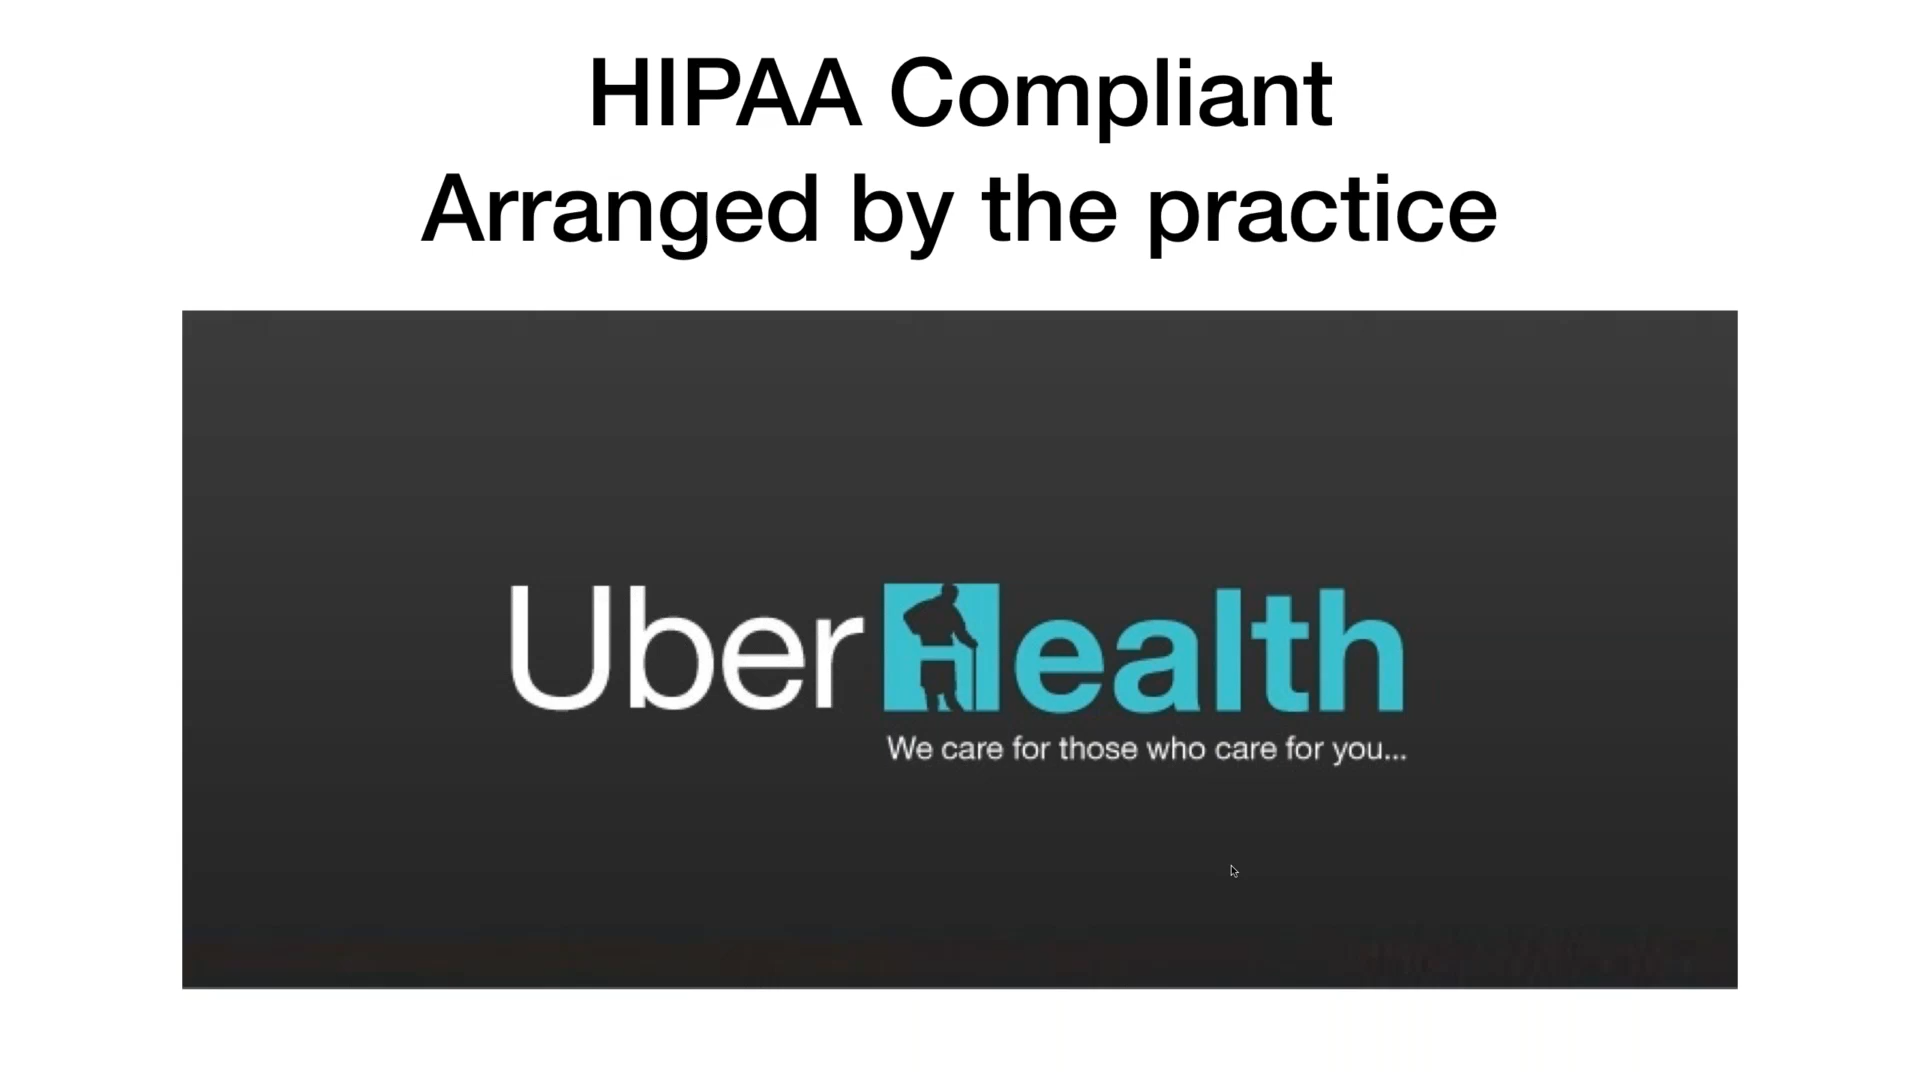 HIPAA Compliant
Arranged by the practice
Uber Health
We care for those who care for you...